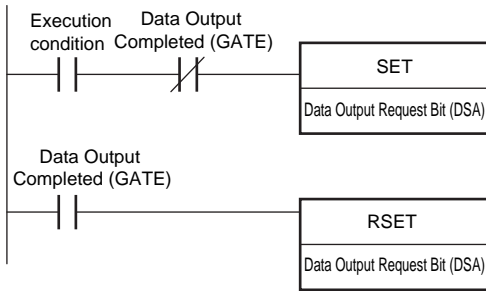 Execution condition
Data Output Completed (GATE)
SET
Data Output Request Bit (DSA)
Data Output
Completed (GATE)
RSET
Data Output Request Bit (DSA)